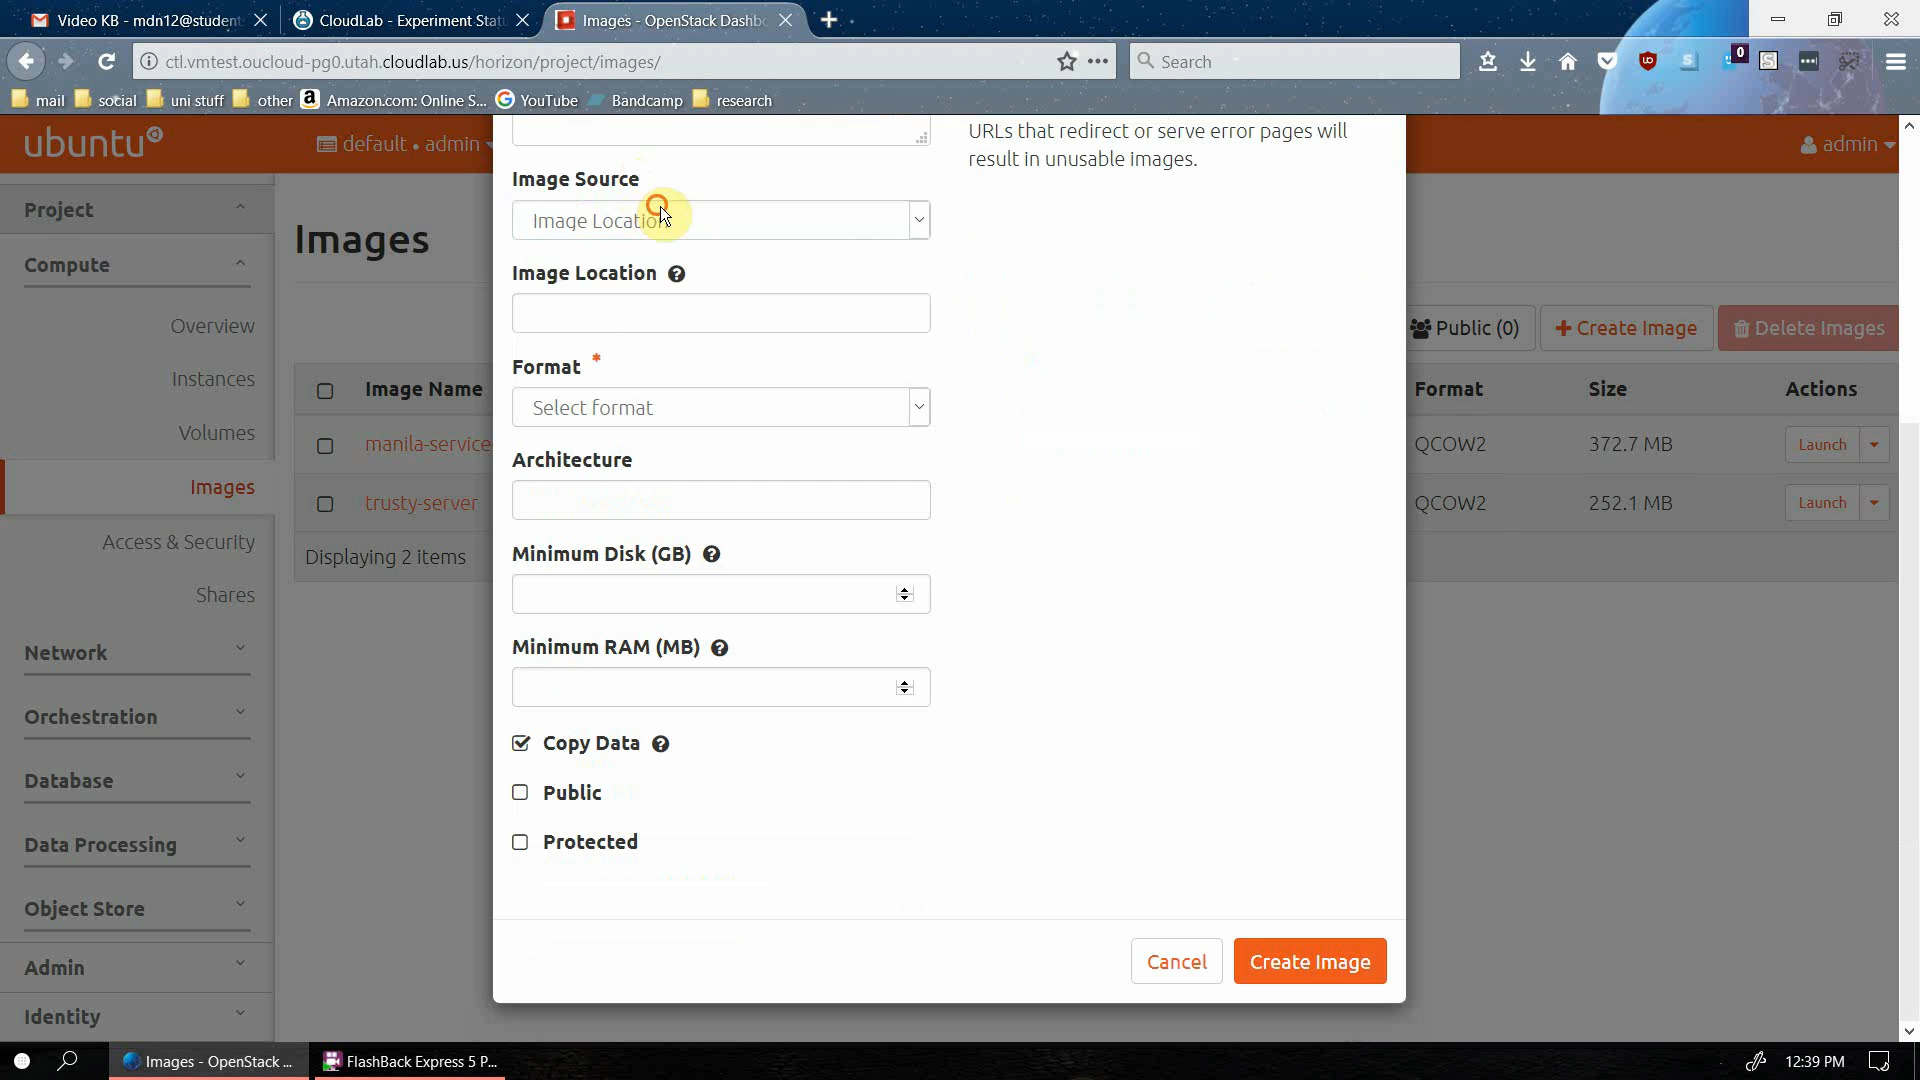 Video KB - mdn12@student
CloudLab - Experiment Stat
Images - OpenStack Dashbo
ctl.vmtest.oucloud-pg0.utah.cloudlab.us/horizon/project/images/
Search
0
mail
social
uni stuff
other
Amazon.com: Online S...
YouTube
Bandcamp
research
ubuntu
default • admin
admin
Project
Compute
Overview
Instances
Volumes
Images
Access & Security
Shares
Network
Orchestration
Database
Data Processing
Object Store
Admin
Identity
Images
Public (0)
Create Image
Delete Images
Image Name
Format
Size
Actions
manila-service-
QCOW2
372.7 MB
Launch
trusty-server
QCOW2
252.1 MB
Launch
Displaying 2 items
URLs that redirect or serve error pages will
result in unusable images.
Image Source
Image Location
Image Location
Format *
Select format
Architecture
Minimum Disk (GB)
Minimum RAM (MB)
Copy Data
Public
Protected
Cancel
Create Image
Images - OpenStack ...
FlashBack Express 5 P...
12:39 PM